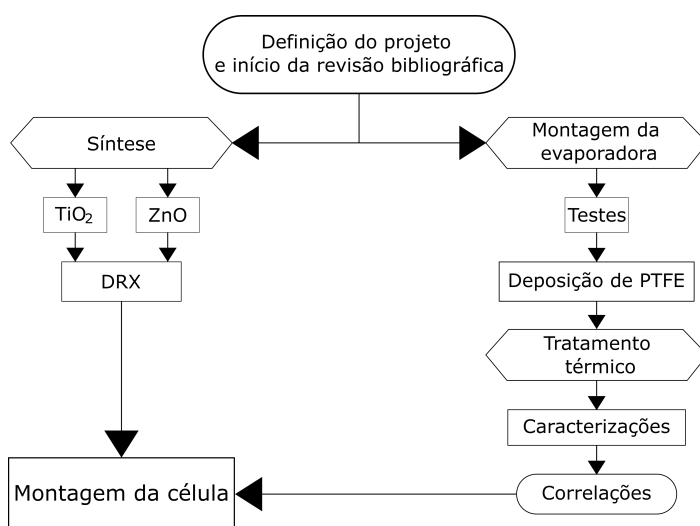 Definição do projeto
e início da revisão bibliográfica
Síntese
Montagem da
evaporadora
TiO₂
ZnO
Testes
DRX
Deposição de PTFE
Tratamento
térmico
Caracterizações
Montagem da célula
Correlações